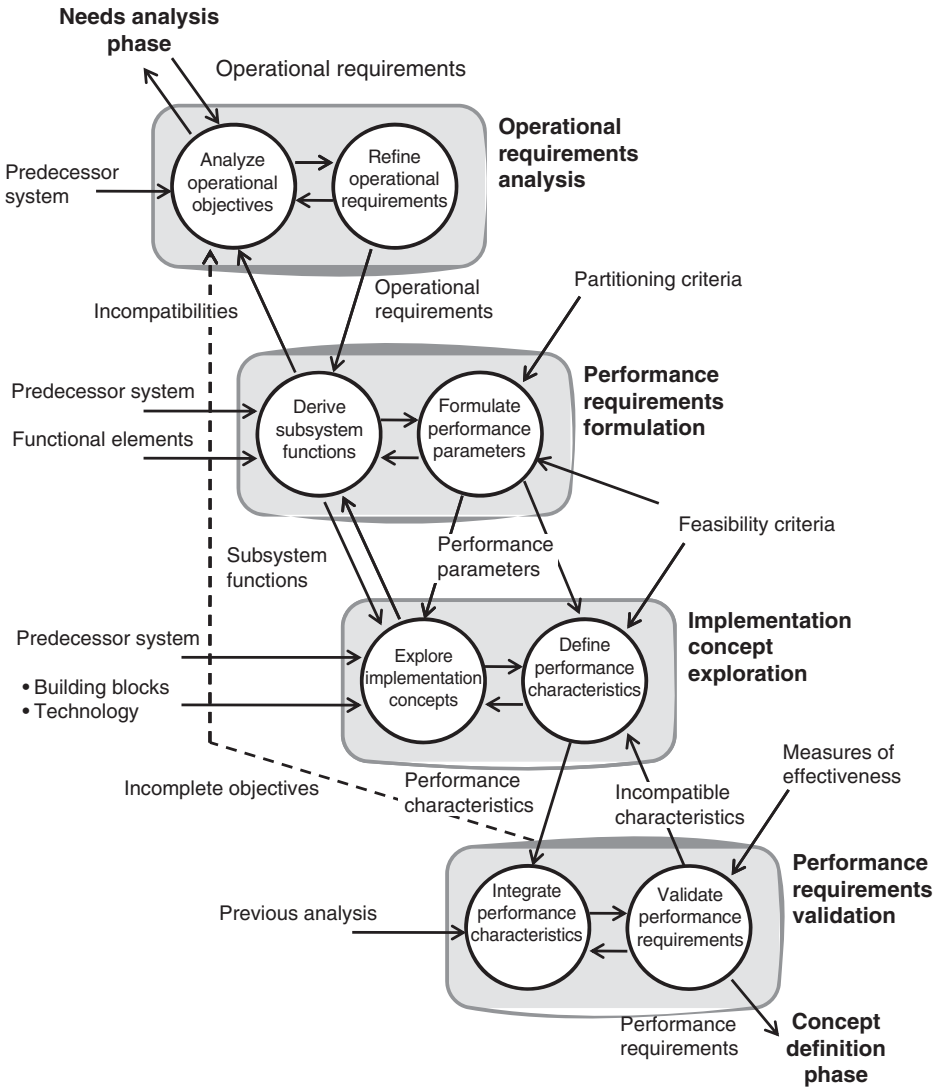 Needs analysis
phase
Operational requirements
Operational
requirements
analysis
Analyze
operational
objectives
Refine
operational
requirements
Predecessor
system
Incompatibilities
Operational
requirements
Partitioning criteria
Performance
requirements
formulation
Predecessor system
Functional elements
Derive
subsystem
functions
Formulate
performance
parameters
Feasibility criteria
Subsystem
functions
Performance
parameters
Implementation
concept
exploration
Predecessor system
• Building blocks
• Technology
Explore
implementation
concepts
Define
performance
characteristics
Incomplete objectives
Performance
characteristics
Incompatible
characteristics
Measures of
effectiveness
Performance
requirements
validation
Previous analysis
Integrate
performance
characteristics
Validate
performance
requirements
Performance
requirements
Concept
definition
phase